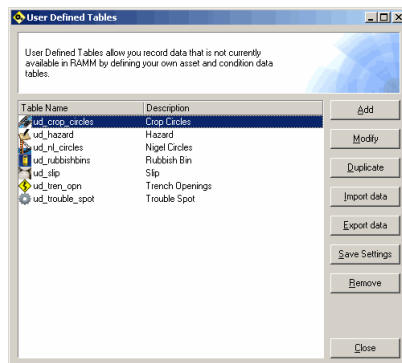 User Defined Tables
User Defined Tables allow you record data that is not currently
available in RAMM by defining your own asset and condition data
tables.
Table Name Description
ud_crop_circles Crop Circles
ud_hazard Hazard
ud_nl_circles Nigel Circles
ud_rubbishbins Rubbish Bin
ud_slip Slip
ud_tren_opn Trench Openings
ud_trouble_spot Trouble Spot
Add
Modify
Duplicate
Import data
Export data
Save Settings
Remove
Close